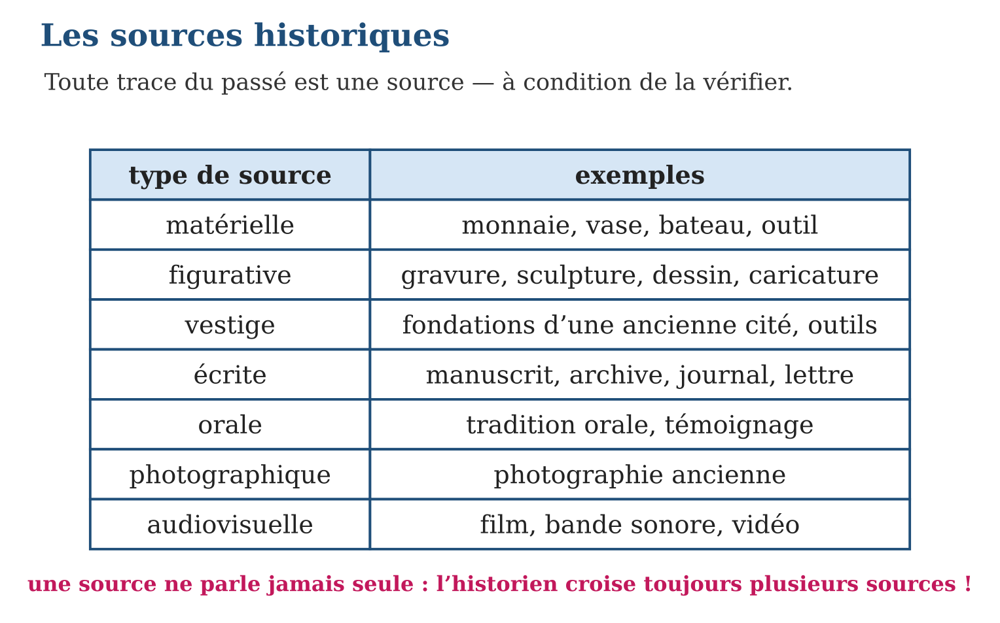 Les sources historiques
Toute trace du passé est une source — à condition de la vérifier.
type de source exemples
matérielle monnaie, vase, bateau, outil
figurative gravure, sculpture, dessin, caricature
vestige fondations d’une ancienne cité, outils
écrite manuscrit, archive, journal, lettre
orale tradition orale, témoignage
photographique photographie ancienne
audiovisuelle film, bande sonore, vidéo
une source ne parle jamais seule : l’historien croise toujours plusieurs sources !